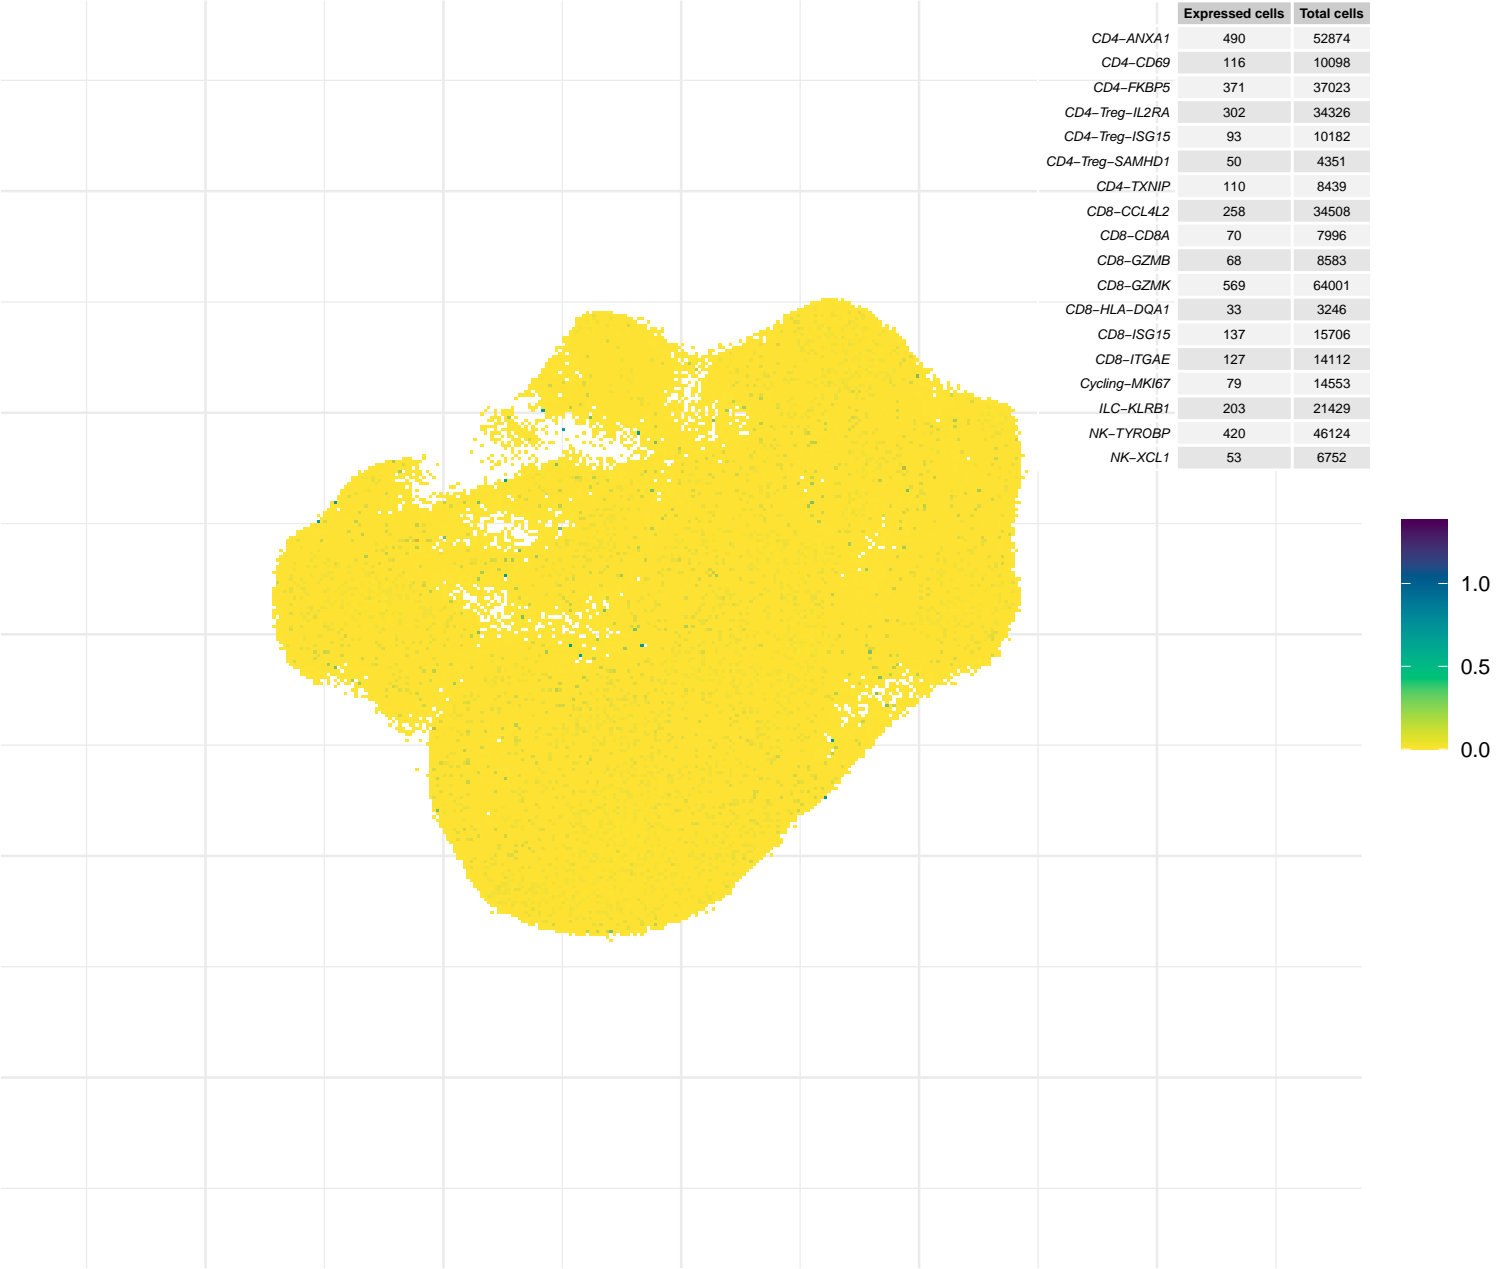 Expressed cells Total cells
CD4−ANXA1 490 52874
CD4−CD69 116 10098
CD4−FKBP5 371 37023
CD4−Treg−IL2RA 302 34326
CD4−Treg−ISG15 93 10182
CD4−Treg−SAMHD1 50 4351
CD4−TXNIP 110 8439
CD8−CCL4L2 258 34508
CD8−CD8A 70 7996
CD8−GZMB 68 8583
CD8−GZMK 569 64001
CD8−HLA−DQA1 33 3246
CD8−ISG15 137 15706
CD8−ITGAE 127 14112
Cycling−MKI67 79 14553
ILC−KLRB1 203 21429
NK−TYROBP 420 46124
NK−XCL1 53 6752
1.0
0.5
0.0